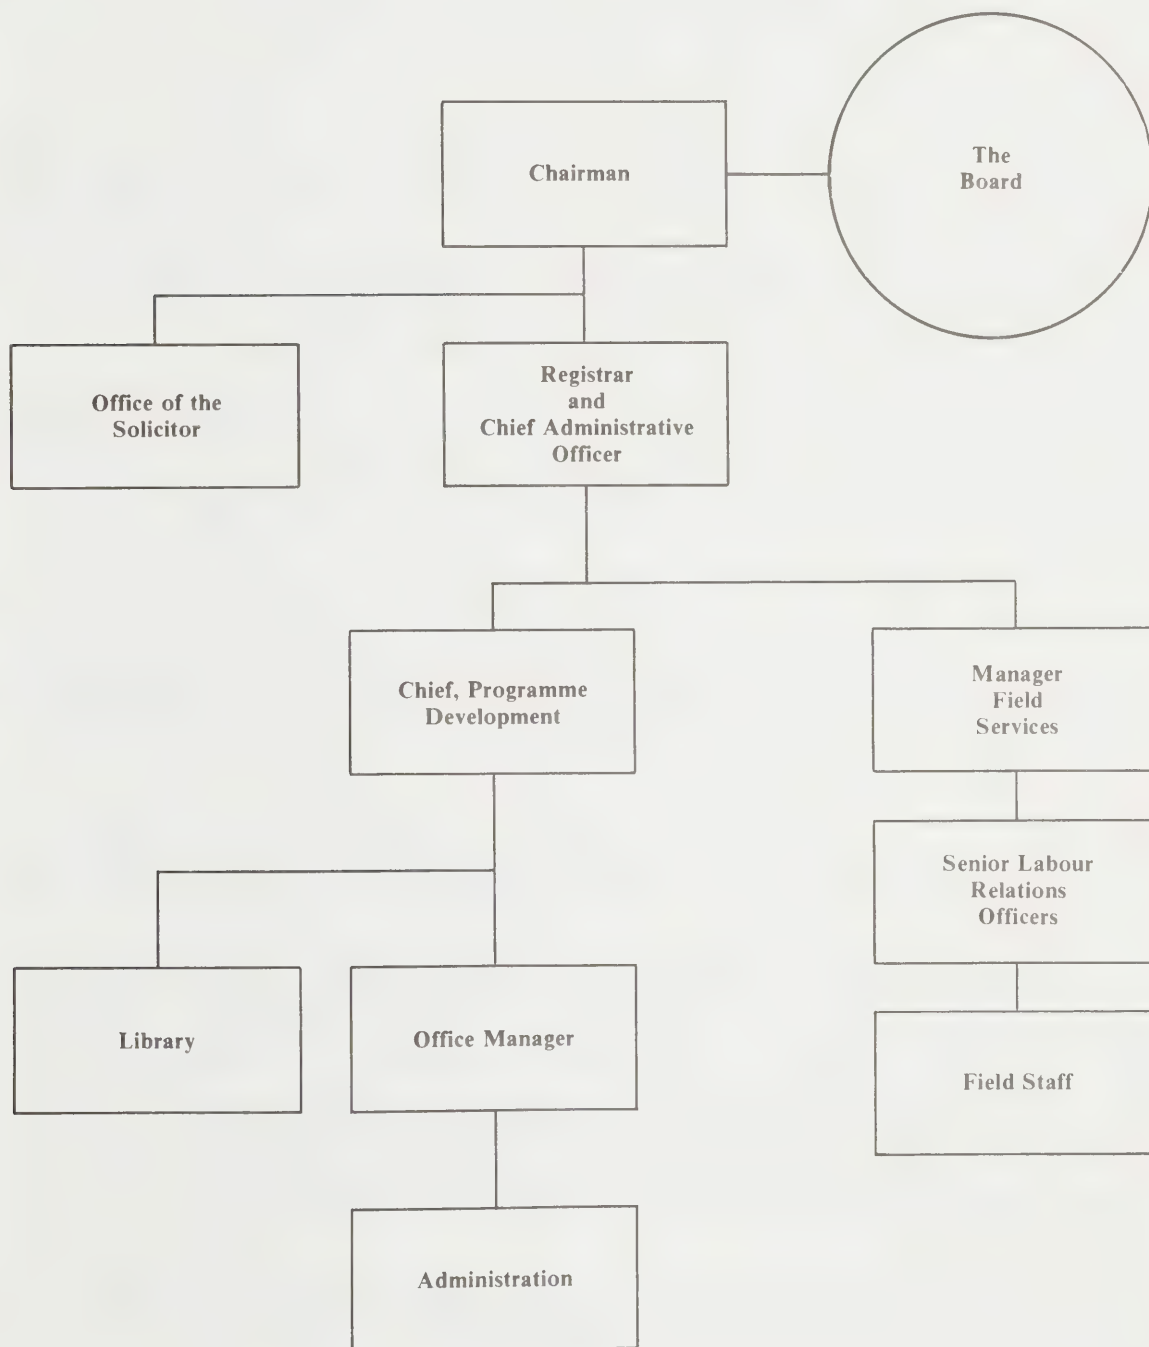 The
Board
Chairman
Office of the
Solicitor
Registrar
and
Chief Administrative
Officer
Chief, Programme
Development
Manager
Field
Services
Senior Labour
Relations
Officers
Library
Office Manager
Field Staff
Administration